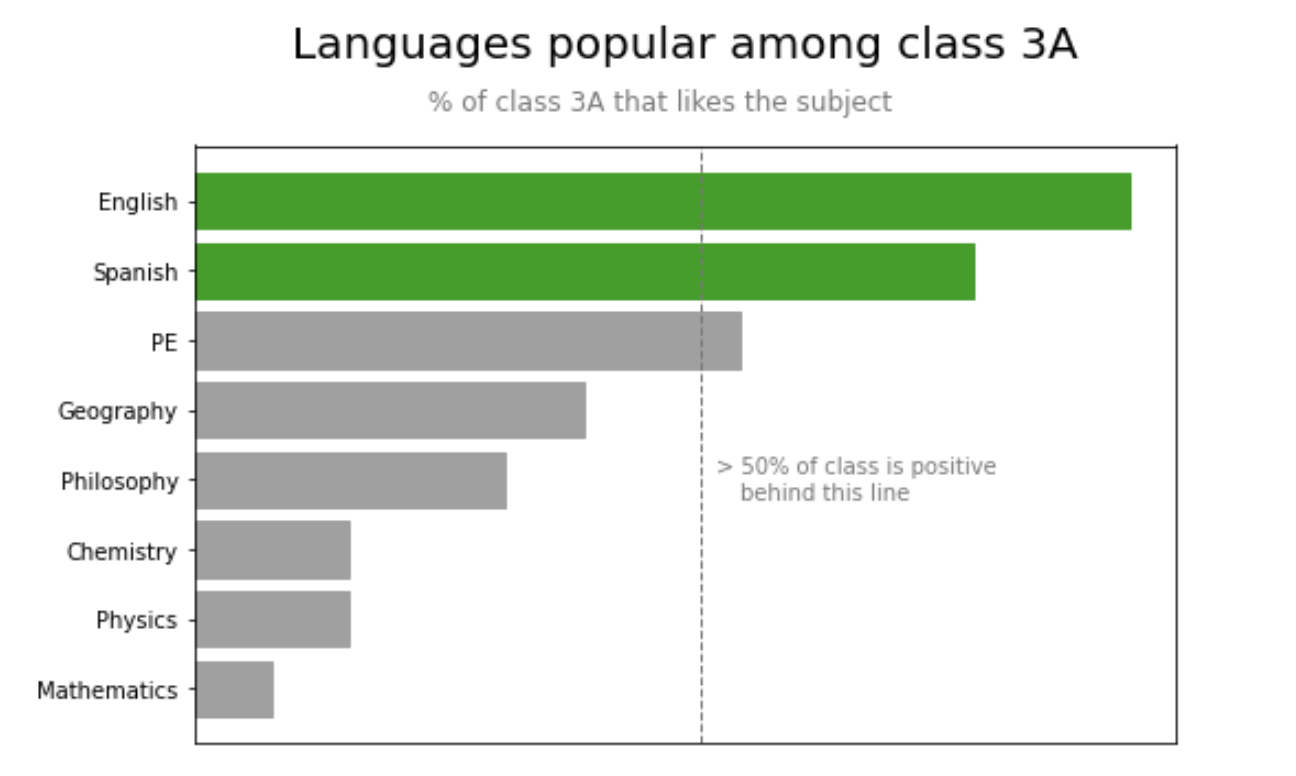 Languages popular among class 3A
% of class 3A that likes the subject
English
Spanish
PE
Geography
Philosophy
> 50% of class is positive
behind this line
Chemistry
Physics
Mathematics